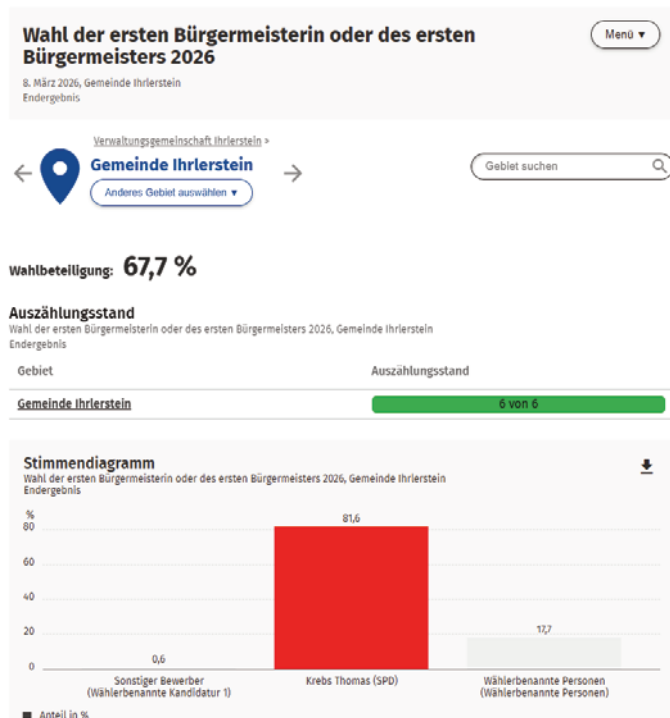 Wahl der ersten Bürgermeisterin oder des ersten
Bürgermeisters 2026
Menü ▼
8. März 2026, Gemeinde Ihrlerstein
Endergebnis
Verwaltungsgemeinschaft Ihrlerstein »
Gemeinde Ihrlerstein
Anderes Gebiet auswählen ▼
Gebiet suchen
Wahlbeteiligung: 67,7 %
Auszählungsstand
Wahl der ersten Bürgermeisterin oder des ersten Bürgermeisters 2026, Gemeinde Ihrlerstein
Endergebnis
Gebiet Auszählungsstand
Gemeinde Ihrlerstein 6 von 6
Stimmendiagramm
Wahl der ersten Bürgermeisterin oder des ersten Bürgermeisters 2026, Gemeinde Ihrlerstein
Endergebnis
%
80
60
40
20
0
81,6
17,7
0,6
Sonstiger Bewerber
(Wählerbenannte Kandidatur 1)
Krebs Thomas (SPD)
Wählerbenannte Personen
(Wählerbenannte Personen)
Anteil in %